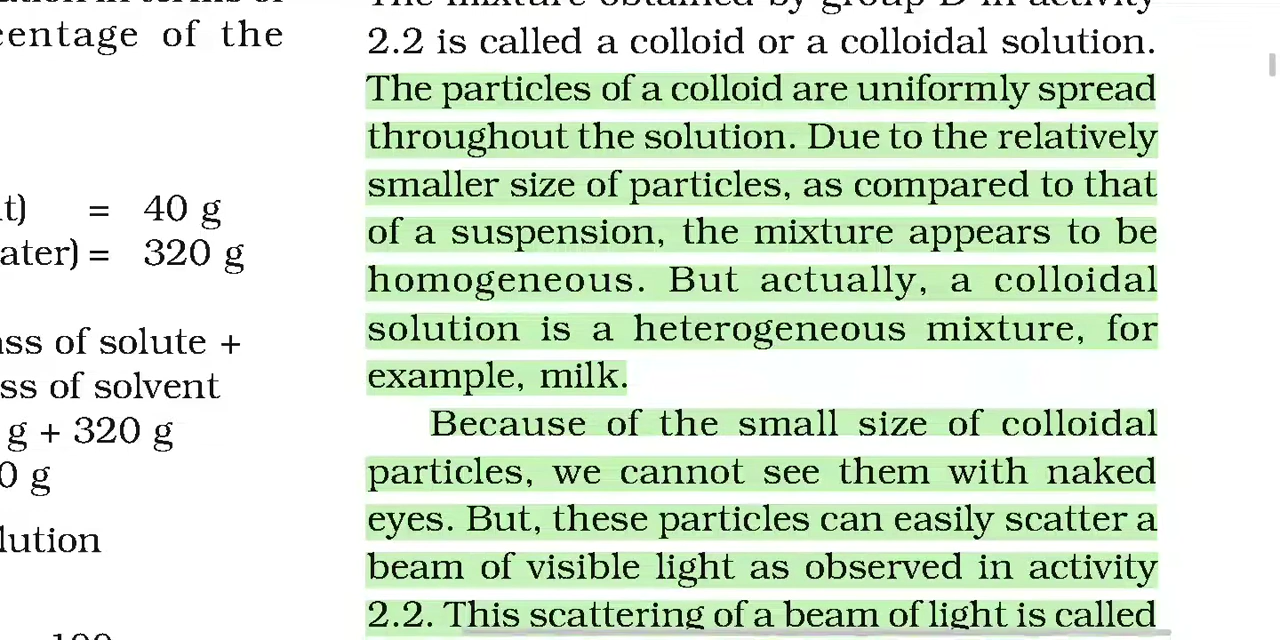 centage of the
t) = 40 g
ater) = 320 g
ss of solute +
ss of solvent
g + 320 g
0 g
lution
The mixture obtained by group D in activity
2.2 is called a colloid or a colloidal solution.
The particles of a colloid are uniformly spread
throughout the solution. Due to the relatively
smaller size of particles, as compared to that
of a suspension, the mixture appears to be
homogeneous. But actually, a colloidal
solution is a heterogeneous mixture, for
example, milk.
Because of the small size of colloidal
particles, we cannot see them with naked
eyes. But, these particles can easily scatter a
beam of visible light as observed in activity
2.2. This scattering of a beam of light is called